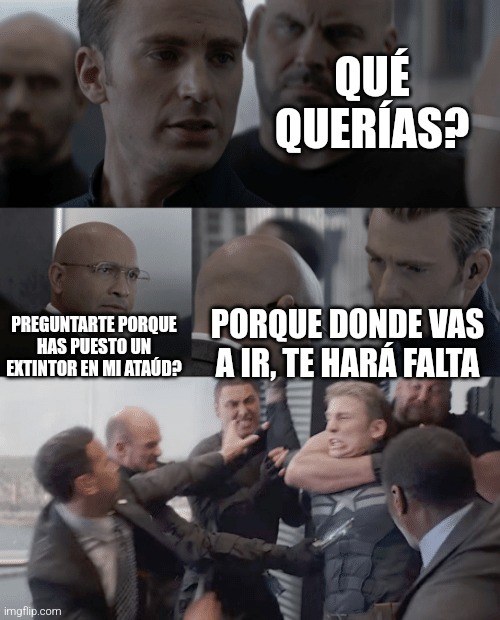 QUÉ
QUERÍAS?
PREGUNTARTE PORQUE
HAS PUESTO UN
EXTINTOR EN MI ATAÚD?
PORQUE DONDE VAS
A IR, TE HARÁ FALTA
imgflip.com